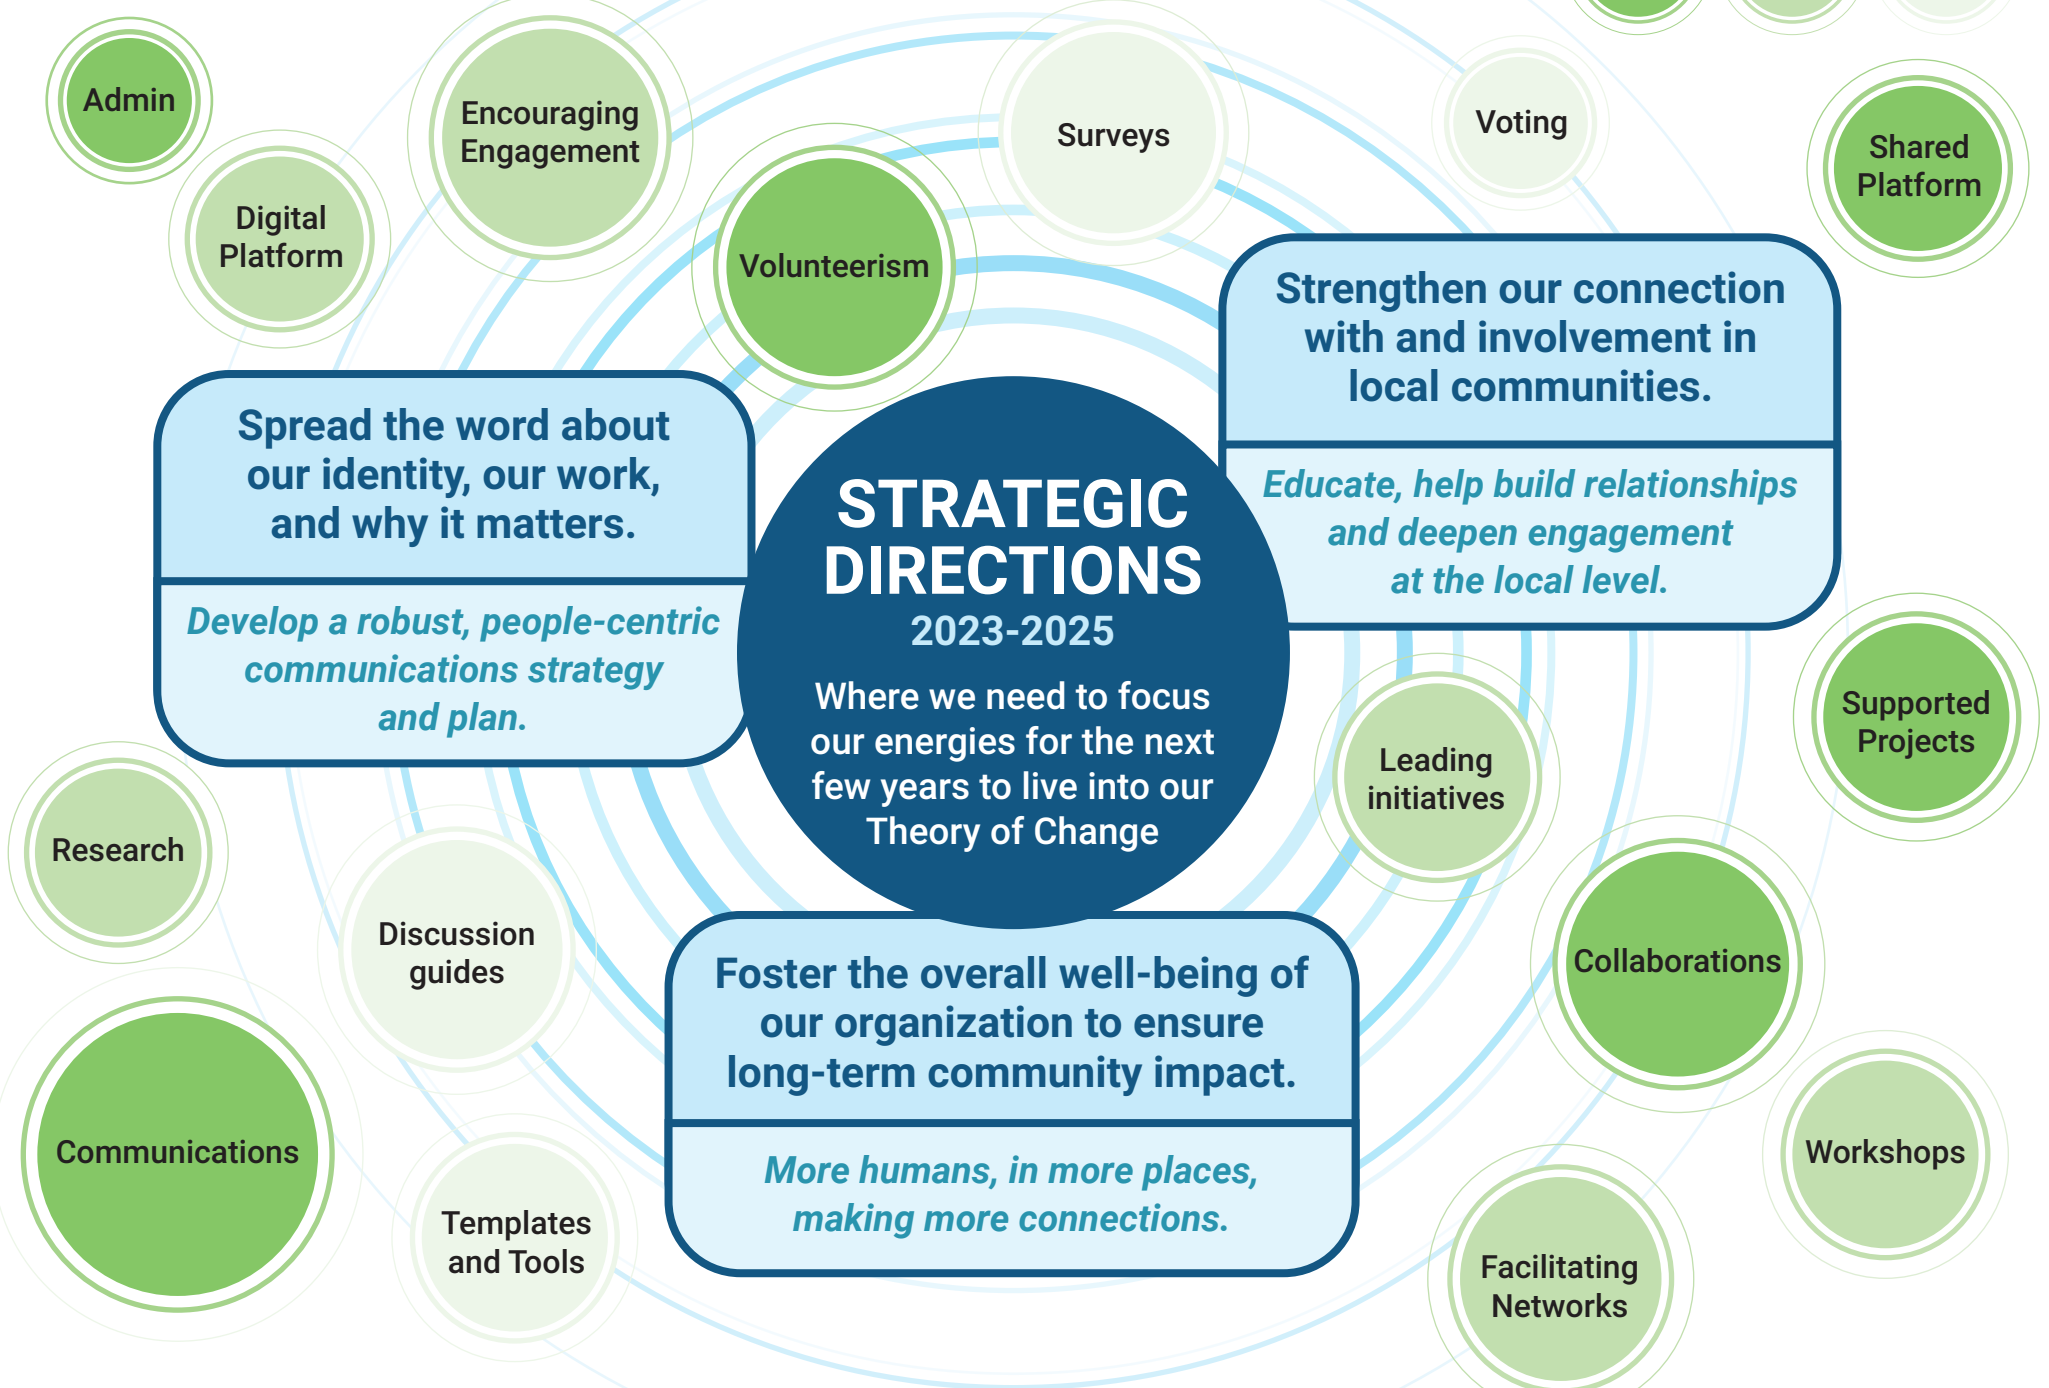 Admin
Encouraging
Engagement
Surveys
Voting
Shared
Platform
Digital
Platform
Volunteerism
Strengthen our connection
with and involvement in
local communities.
Educate, help build relationships
and deepen engagement
at the local level.
Spread the word about
our identity, our work,
and why it matters.
Develop a robust, people-centric
communications strategy
and plan.
STRATEGIC
DIRECTIONS
2023-2025
Where we need to focus
our energies for the next
few years to live into our
Theory of Change
Supported
Projects
Leading
initiatives
Research
Discussion
guides
Collaborations
Foster the overall well-being of
our organization to ensure
long-term community impact.
More humans, in more places,
making more connections.
Communications
Workshops
Templates
and Tools
Facilitating
Networks